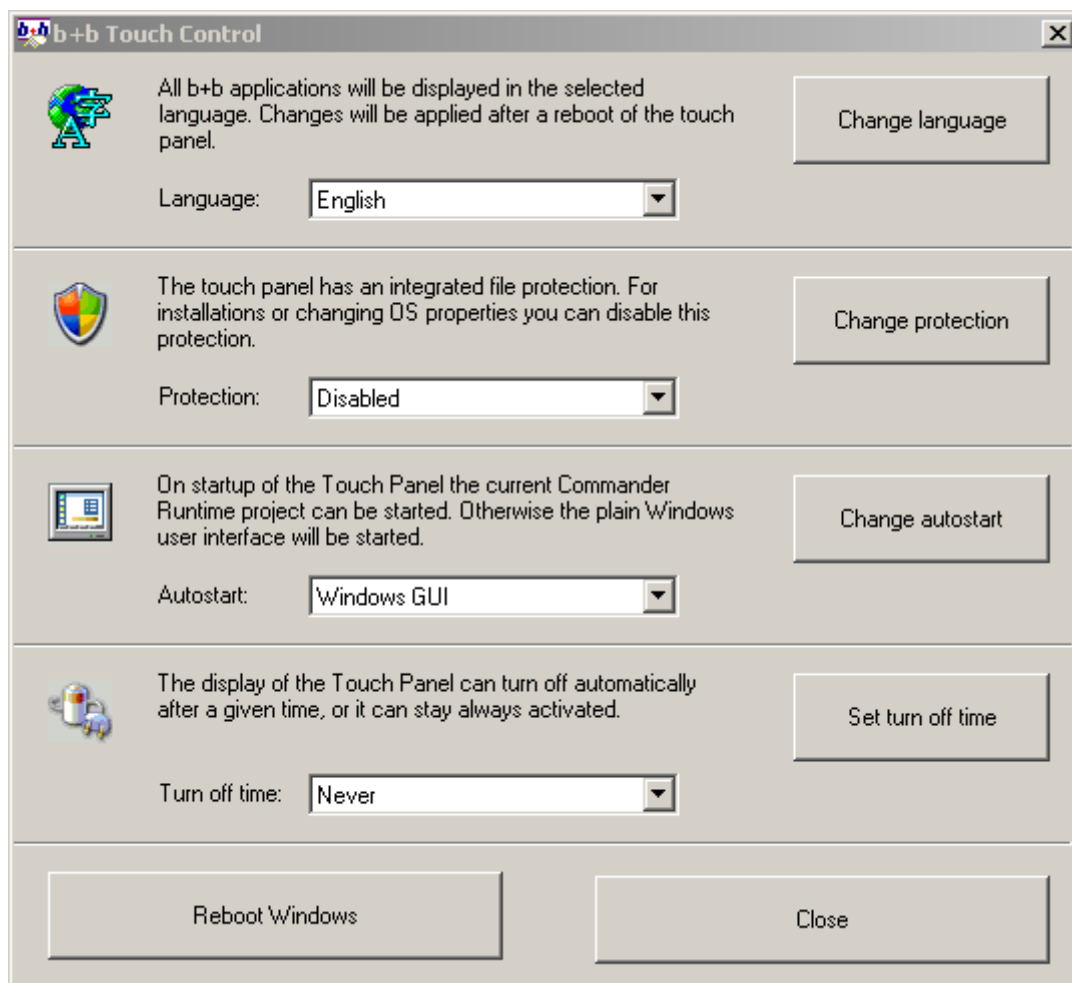 b+b Touch Control
All b+b applications will be displayed in the selected
language. Changes will be applied after a reboot of the touch
panel.
Change language
Language: English
The touch panel has an integrated file protection. For
installations or changing OS properties you can disable this
protection.
Change protection
Protection: Disabled
On startup of the Touch Panel the current Commander
Runtime project can be started. Otherwise the plain Windows
user interface will be started.
Change autostart
Autostart: Windows GUI
The display of the Touch Panel can turn off automatically
after a given time, or it can stay always activated.
Set turn off time
Turn off time: Never
Reboot Windows Close